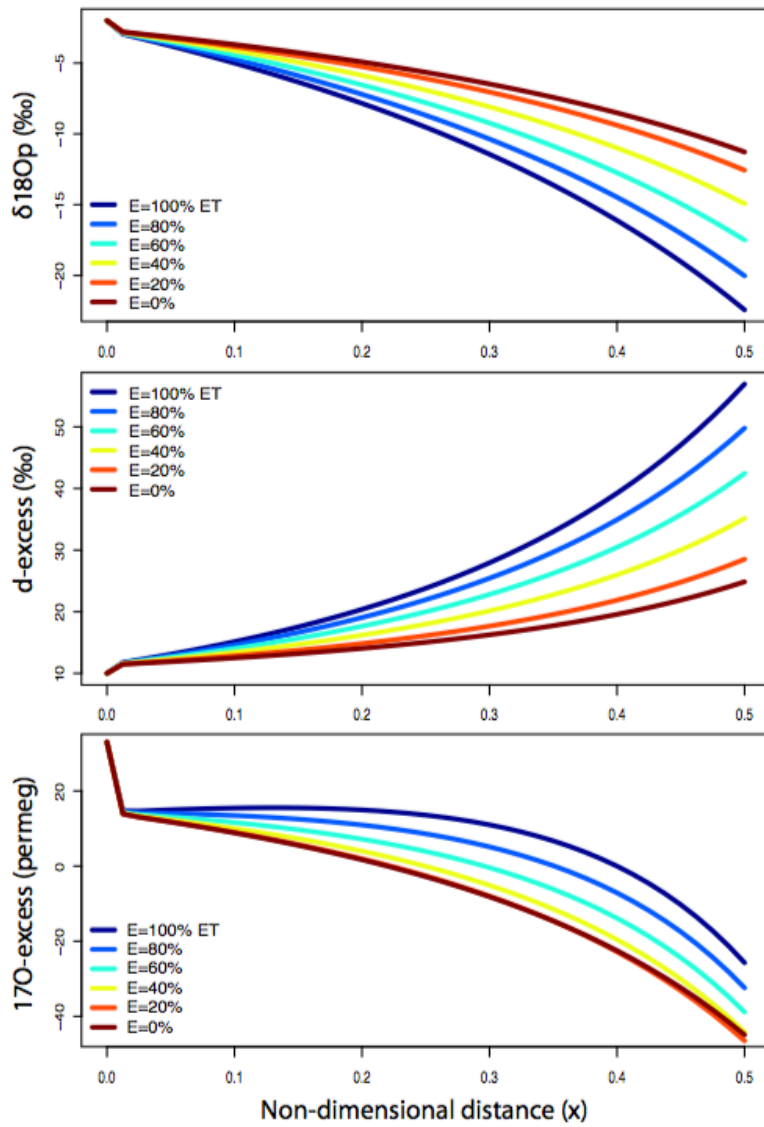 δ18Op (‰)
−5
−10
−15
−20
E=100% ET
E=80%
E=60%
E=40%
E=20%
E=0%
0.0 0.1 0.2 0.3 0.4 0.5
d-excess (‰)
50
40
30
20
10
E=100% ET
E=80%
E=60%
E=40%
E=20%
E=0%
0.0 0.1 0.2 0.3 0.4 0.5
17O-excess (permeg)
20
0
−20
−40
E=100% ET
E=80%
E=60%
E=40%
E=20%
E=0%
0.0 0.1 0.2 0.3 0.4 0.5
Non-dimensional distance (x)